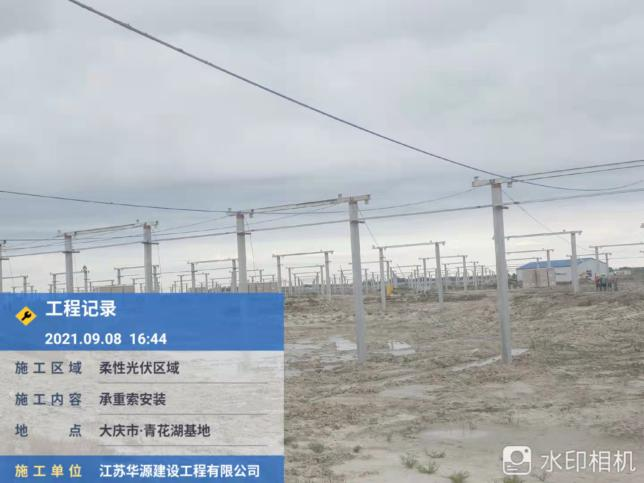 工程记录
2021.09.08 16:44
施工区域 柔性光伏区域
施工内容 承重索安装
地点 大庆市·青花湖基地
施工单位 江苏华源建设工程有限公司
水印相机